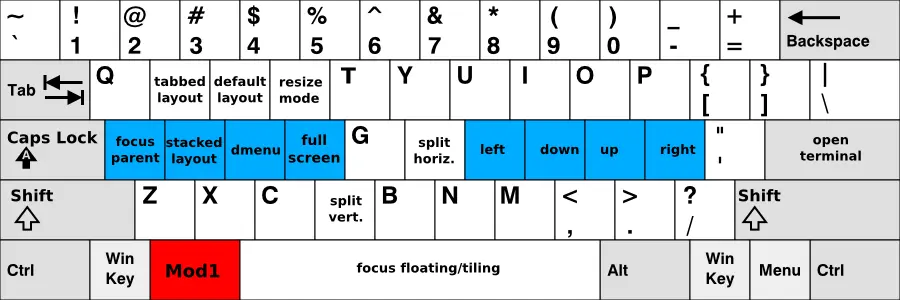 ~ ! @ # $ % ^ & * ( ) _ +
` 1 2 3 4 5 6 7 8 9 0 - = Backspace
Tab Q tabbed default resize T Y U I O P { } |
layout layout mode [ ] \
Caps Lock focus stacked dmenu full G split left down up right " open
A parent layout screen horiz. ' terminal
Shift Z X C split B N M < > ? Shift
vert. , . /
Ctrl Win Mod1 focus floating/tiling Alt Win Menu Ctrl
Key Key